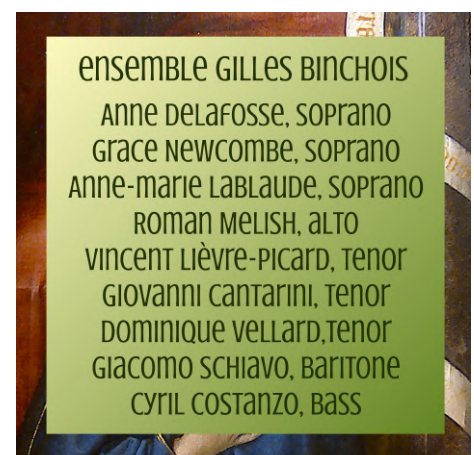 ensemble Gilles Binchois
Anne Delafosse, soprano
Grace Newcombe, soprano
Anne-Marie Lablaude, soprano
Roman Melish, alto
Vincent Lièvre-Picard, tenor
Giovanni Cantarini, tenor
Dominique Vellard,tenor
Giacomo Schiavo, baritone
Cyril Costanzo, bass